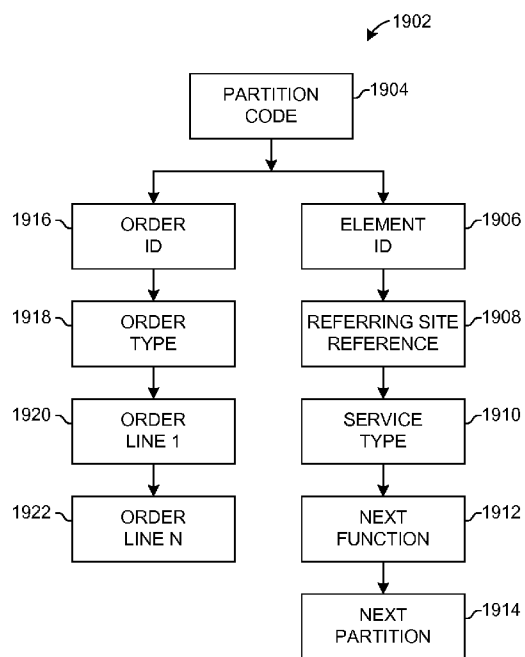 1902
PARTITION
CODE
1904
1916
ORDER
ID
ELEMENT
ID
1906
1918
ORDER
TYPE
REFERRING SITE
REFERENCE
1908
1920
ORDER
LINE 1
SERVICE
TYPE
1910
1922
ORDER
LINE N
NEXT
FUNCTION
1912
NEXT
PARTITION
1914